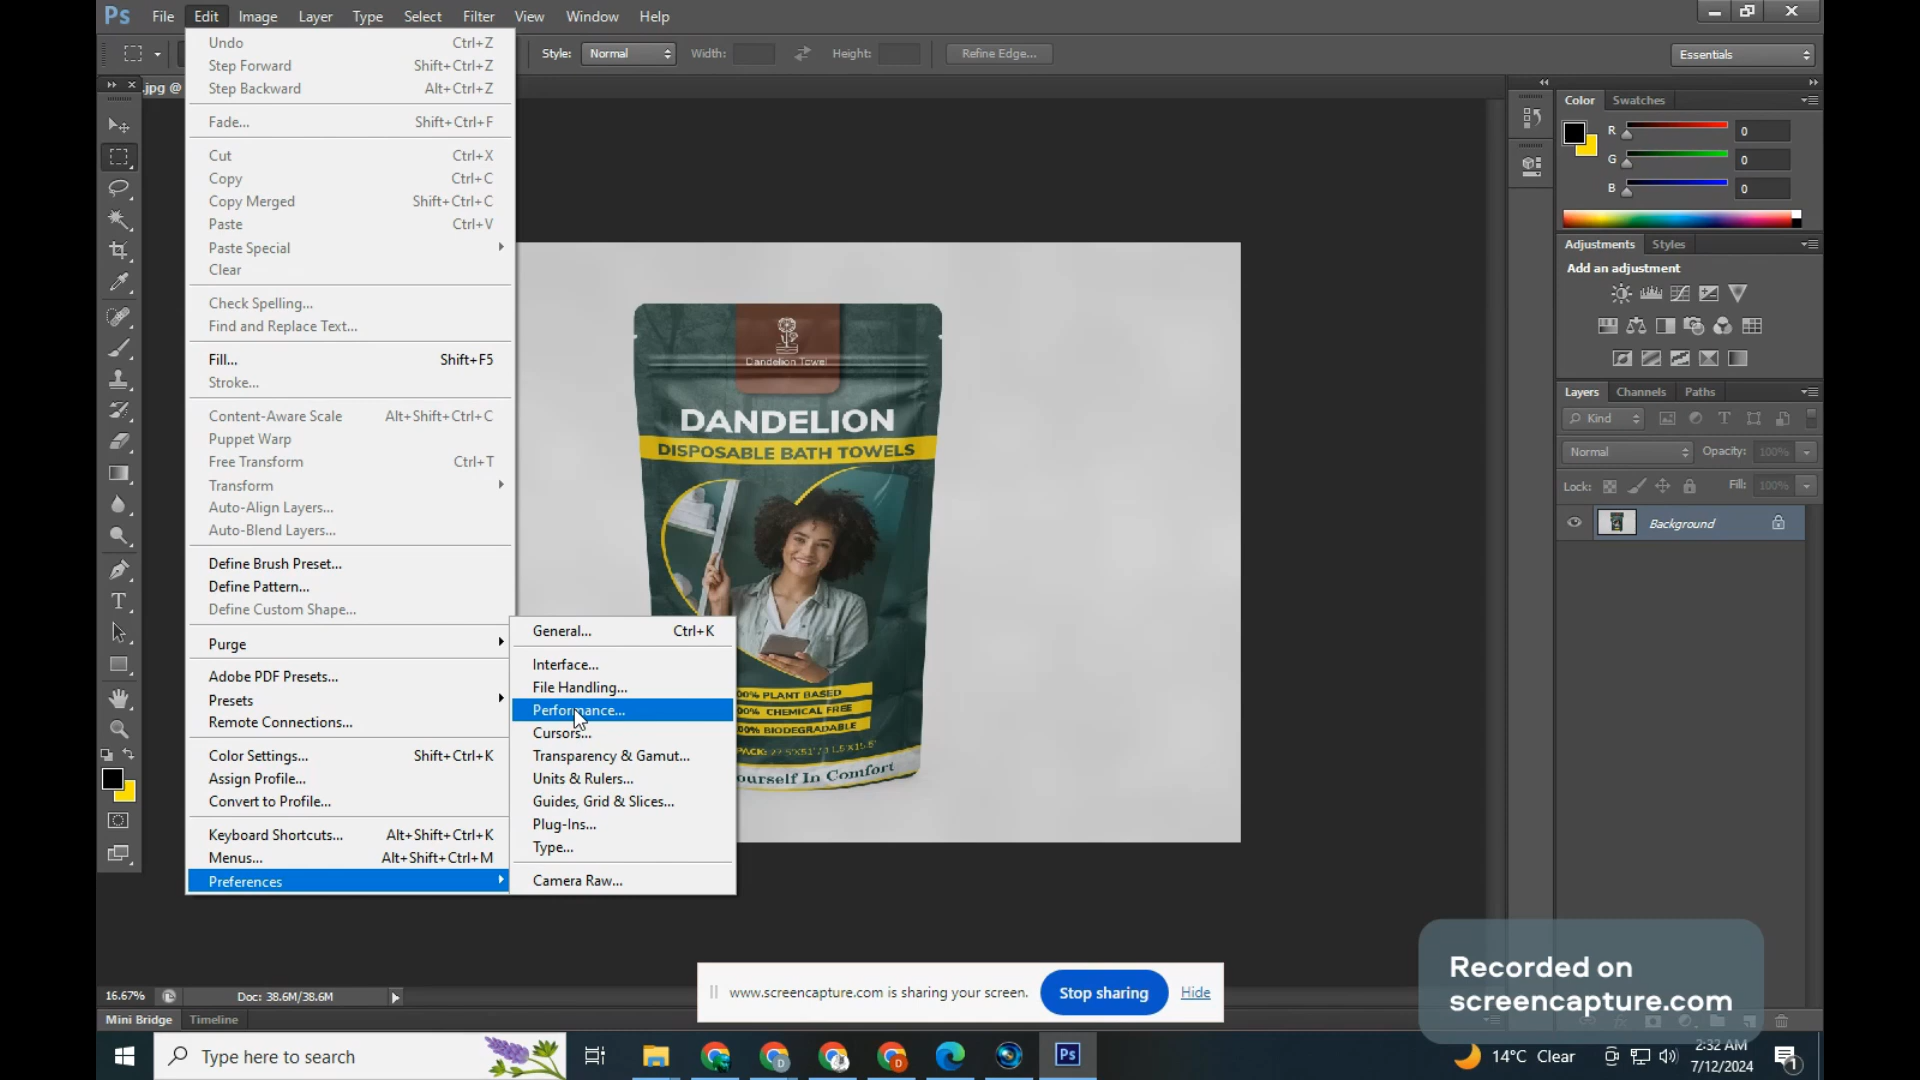 Ps File Edit Image Layer Type Select Filter View Window Help
Style: Normal Width: Height: Refine Edge... Essentials
.jpg @
Undo Ctrl+Z
Step Forward Shift+Ctrl+Z
Step Backward Alt+Ctrl+Z
Fade... Shift+Ctrl+F
Cut Ctrl+X
Copy Ctrl+C
Copy Merged Shift+Ctrl+C
Paste Ctrl+V
Paste Special
Clear
Check Spelling...
Find and Replace Text...
Fill... Shift+F5
Stroke...
Content-Aware Scale Alt+Shift+Ctrl+C
Puppet Warp
Free Transform Ctrl+T
Transform
Auto-Align Layers...
Auto-Blend Layers...
Define Brush Preset...
Define Pattern...
Define Custom Shape...
Purge
Adobe PDF Presets...
Presets
Remote Connections...
Color Settings... Shift+Ctrl+K
Assign Profile...
Convert to Profile...
Keyboard Shortcuts... Alt+Shift+Ctrl+K
Menus... Alt+Shift+Ctrl+M
Preferences
General... Ctrl+K
Interface...
File Handling...
Performance...
Cursors...
Transparency & Gamut...
Units & Rulers...
Guides, Grid & Slices...
Plug-Ins...
Type...
Camera Raw...
Dandelion Towel
DANDELION
DISPOSABLE BATH TOWELS
00% PLANT BASED
00% CHEMICAL FREE
00% BIODEGRADABLE
ourself In Comfort
Color Swatches
R 0
G 0
B 0
Adjustments Styles
Add an adjustment
Layers Channels Paths
Kind
Normal Opacity: 100%
Lock: Fill: 100%
Background
16.67% Doc: 38.6M/38.6M
Mini Bridge Timeline
www.screencapture.com is sharing your screen. Stop sharing Hide
Recorded on
screencapture.com
Type here to search
14°C Clear
2:32 AM
7/12/2024
1